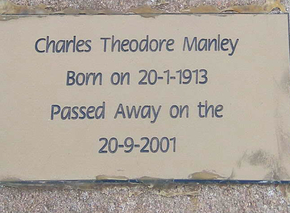 Charles Theodore Manley
Born on 20-1-1913
Passed Away on the
20-9-2001